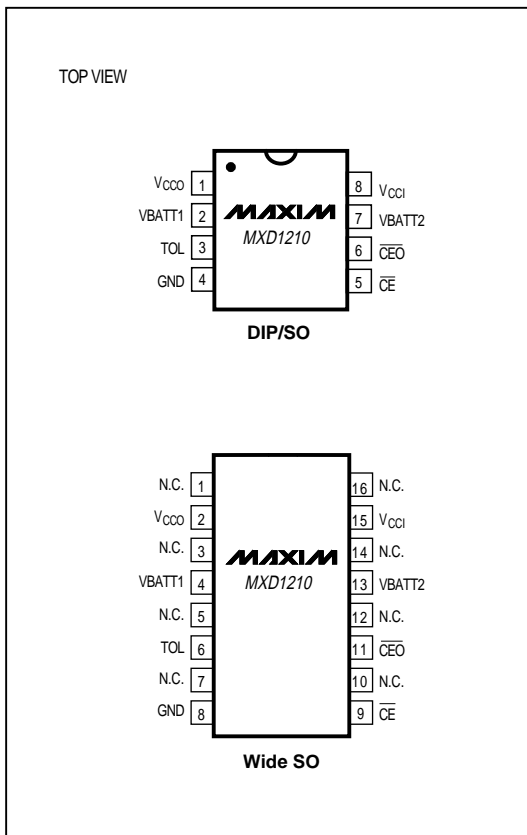 TOP VIEW
VCCO 1
8 VCCI
VBATT1 2
MAXIM
7 VBATT2
TOL 3
MXD1210
6 CEO
GND 4
5 CE
DIP/SO
N.C. 1
16 N.C.
VCCO 2
15 VCCI
N.C. 3
MAXIM
14 N.C.
VBATT1 4
MXD1210
13 VBATT2
N.C. 5
12 N.C.
TOL 6
11 CEO
N.C. 7
10 N.C.
GND 8
9 CE
Wide SO